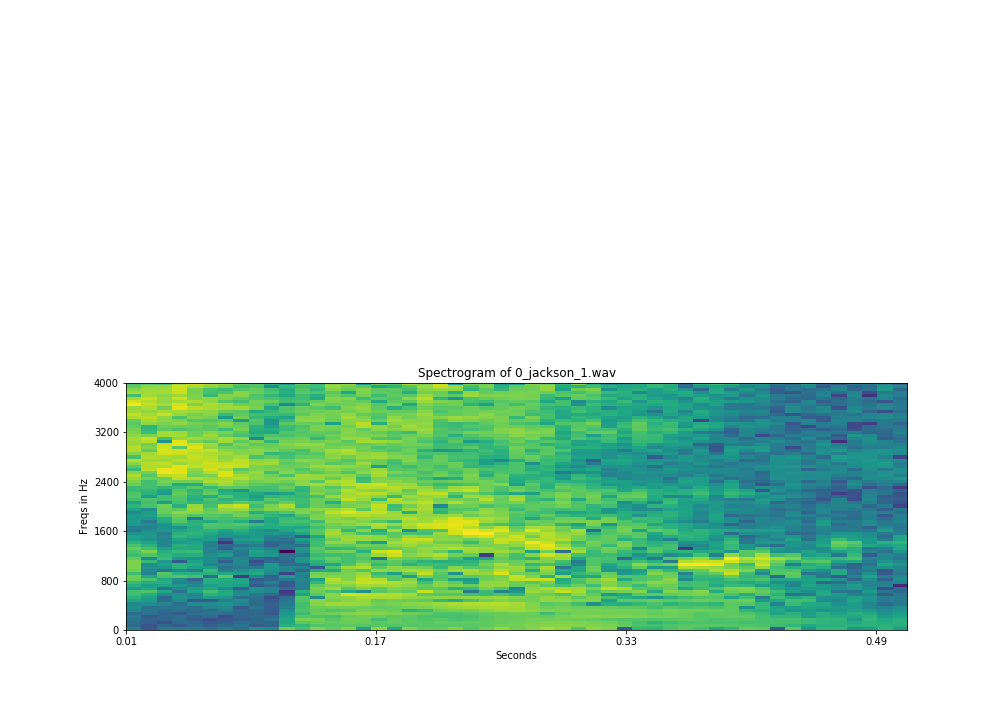 Spectrogram of 0_jackson_1.wav
4000
3200
2400
1600
800
0
Freqs in Hz
0.01 0.17 0.33 0.49
Seconds